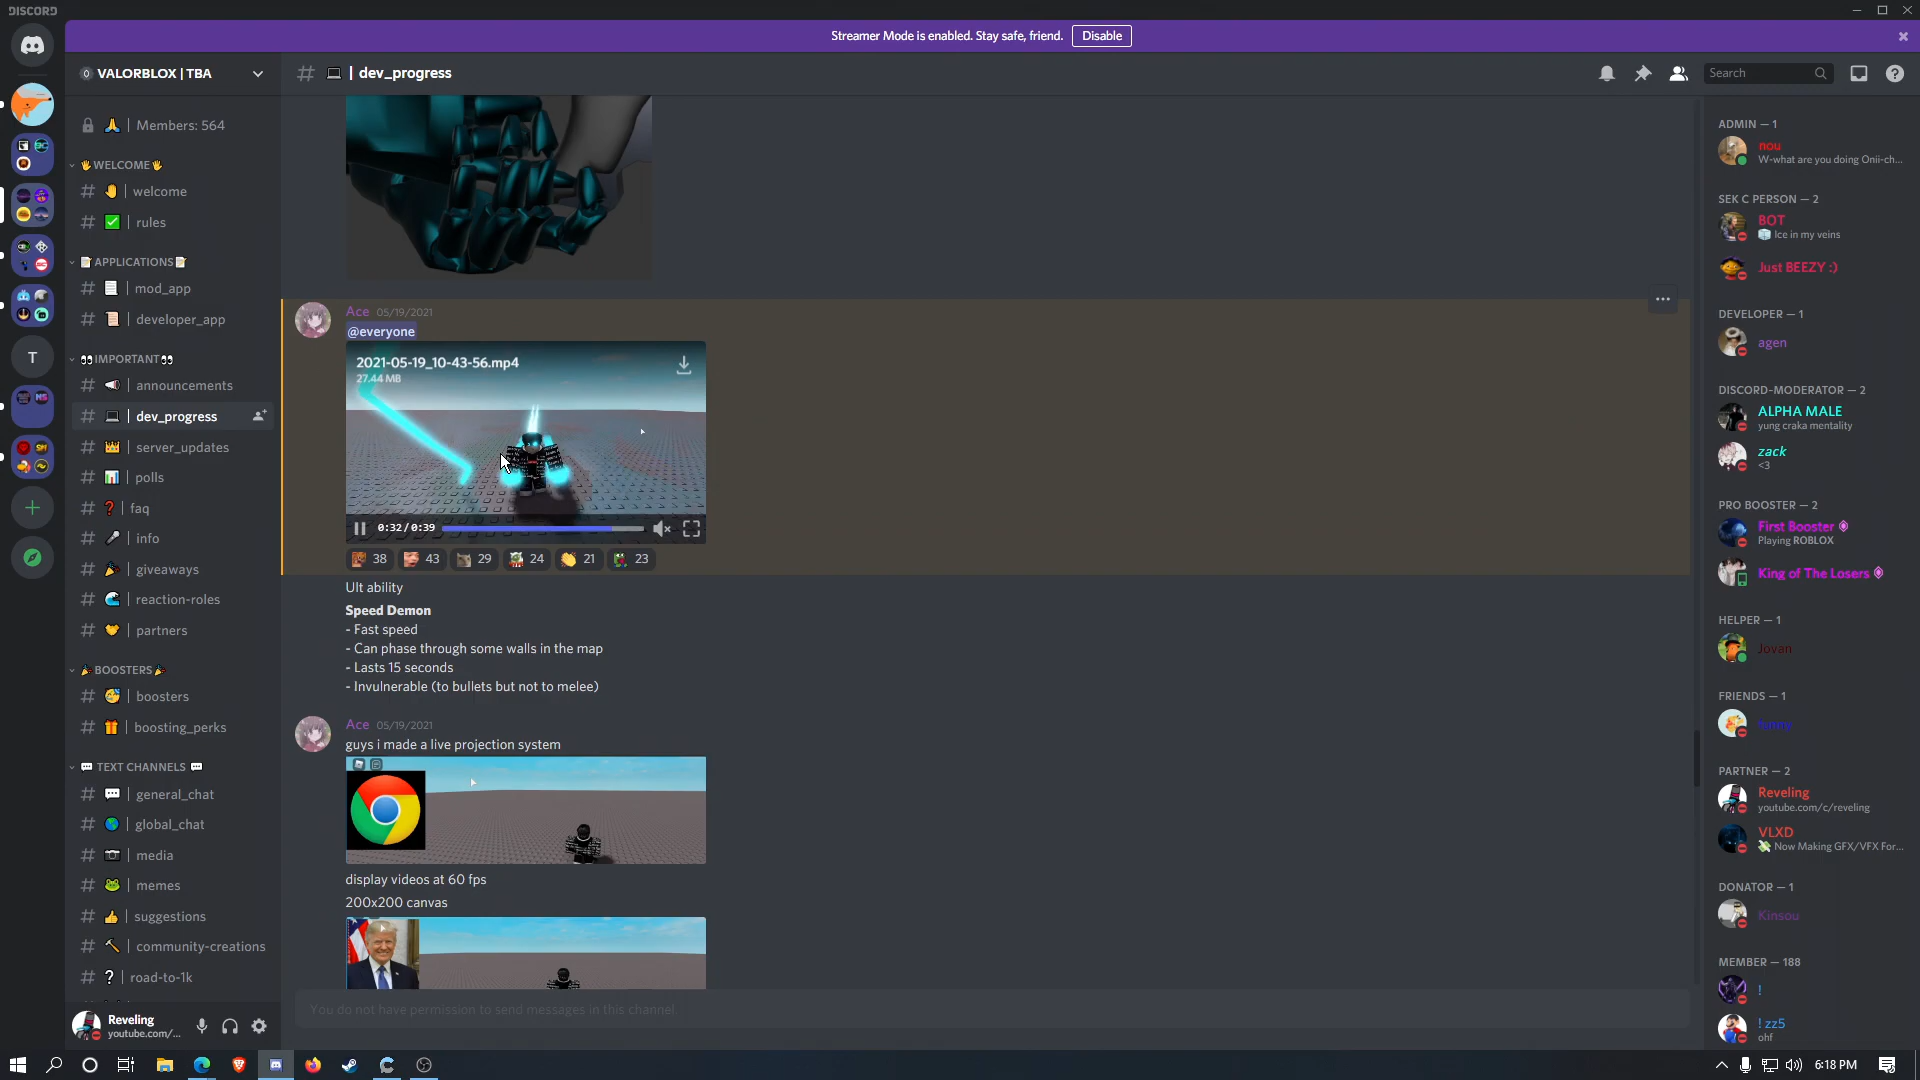 DISCORD
Streamer Mode is enabled. Stay safe, friend. Disable
VALORBLOX | TBA
| dev_progress
Search
| Members: 564
WELCOME
| welcome
| rules
APPLICATIONS
| mod_app
| developer_app
IMPORTANT
| announcements
| dev_progress
| server_updates
| polls
| faq
| info
| giveaways
| reaction-roles
| partners
BOOSTERS
| boosters
| boosting_perks
TEXT CHANNELS
| general_chat
| global_chat
| media
| memes
| suggestions
| community-creations
| road-to-1k
T
Reveling
youtube.com/...
Ace 05/19/2021
@everyone
2021-05-19_10-43-56.mp4
27.44 MB
0:32/0:39
38 43 29 24 21 23
Ult ability
Speed Demon
- Fast speed
- Can phase through some walls in the map
- Lasts 15 seconds
- Invulnerable (to bullets but not to melee)
Ace 05/19/2021
guys i made a live projection system
display videos at 60 fps
200x200 canvas
You do not have permission to send messages in this channel.
ADMIN — 1
nou
W-what are you doing Onii-ch...
SEK C PERSON — 2
BOT
Ice in my veins
Just BEEZY :)
DEVELOPER — 1
agen
DISCORD-MODERATOR — 2
ALPHA MALE
yung craka mentality
zack
<3
PRO BOOSTER — 2
First Booster
Playing ROBLOX
King of The Losers
HELPER — 1
Jovan
FRIENDS — 1
PARTNER — 2
Reveling
youtube.com/c/reveling
VLXD
Now Making GFX/VFX For...
DONATOR — 1
Kinsou
MEMBER — 188
!
! zz5
ohf
6:18 PM